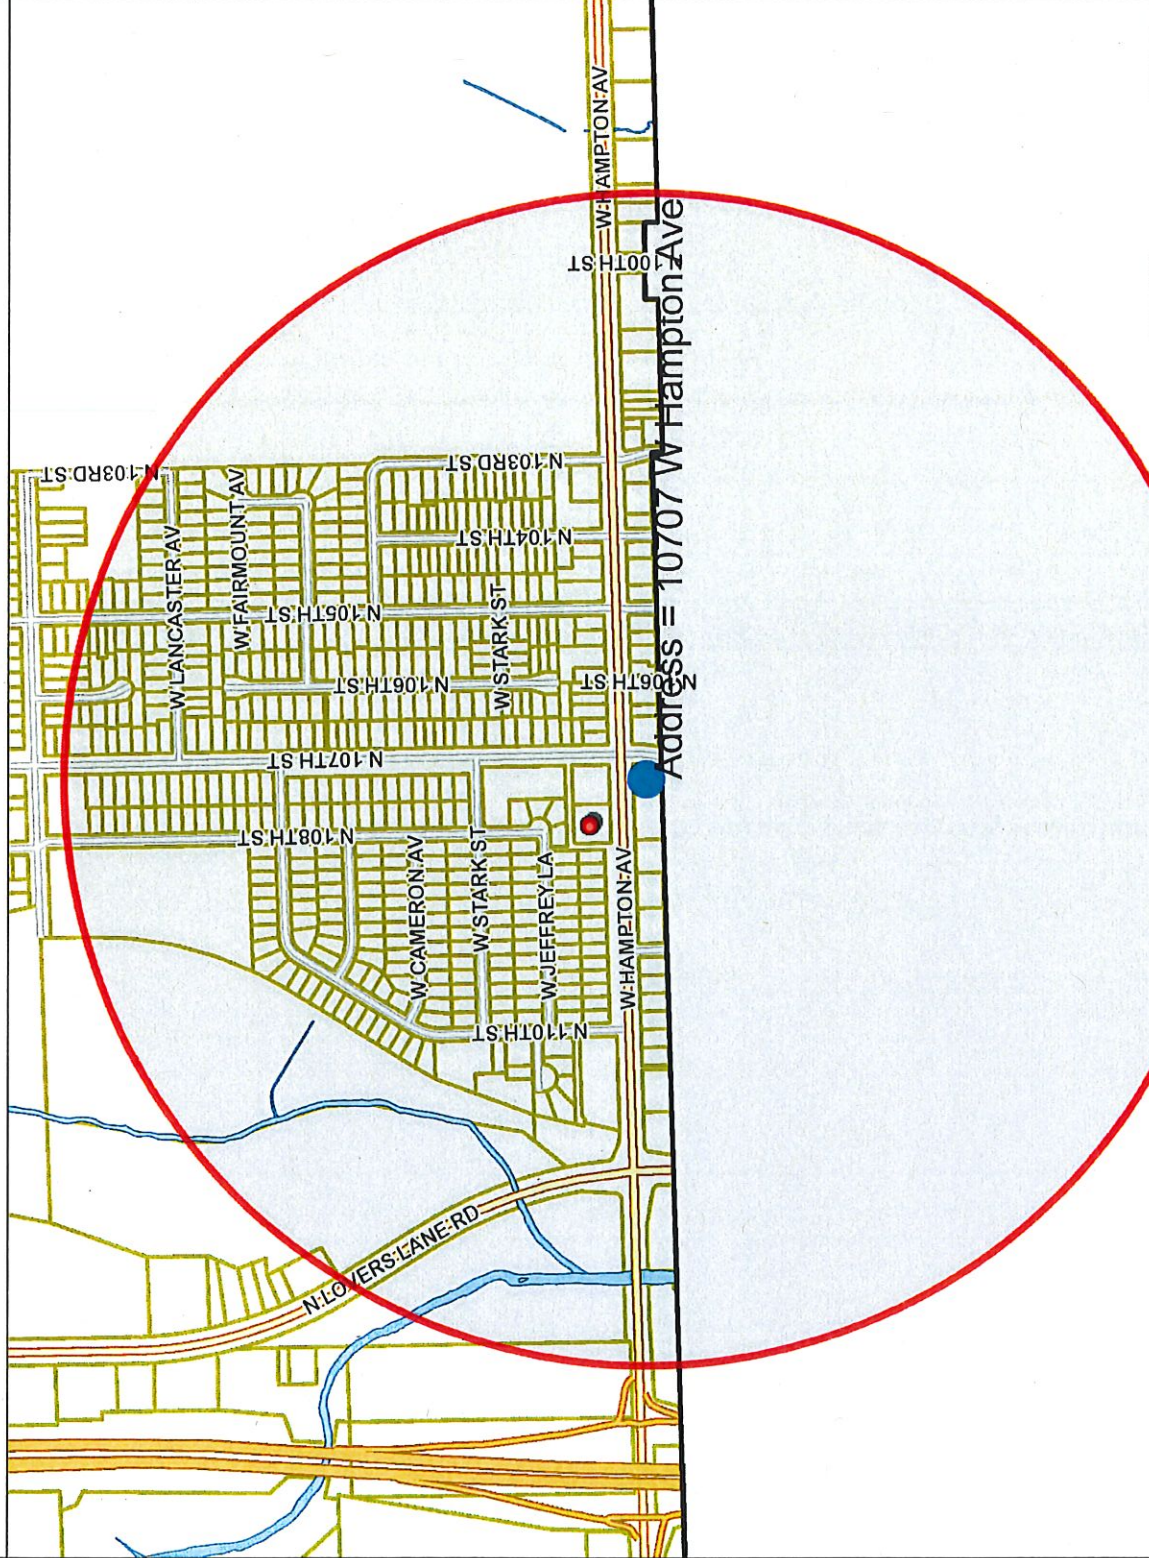 W HAMPTON AV
N 100TH ST
Address = 10707 W Hampton Ave
N 103RD ST
N 103RD ST
W LANCASTER AV
W FAIRMOUNT AV
N 104TH ST
N 105TH ST
W STARK ST
N 106TH ST
N 106TH ST
N 107TH ST
N 108TH ST
W CAMERON AV
W STARK ST
W JEFFREY LA
W HAMPTON AV
N 110TH ST
N LOVERS LANE RD